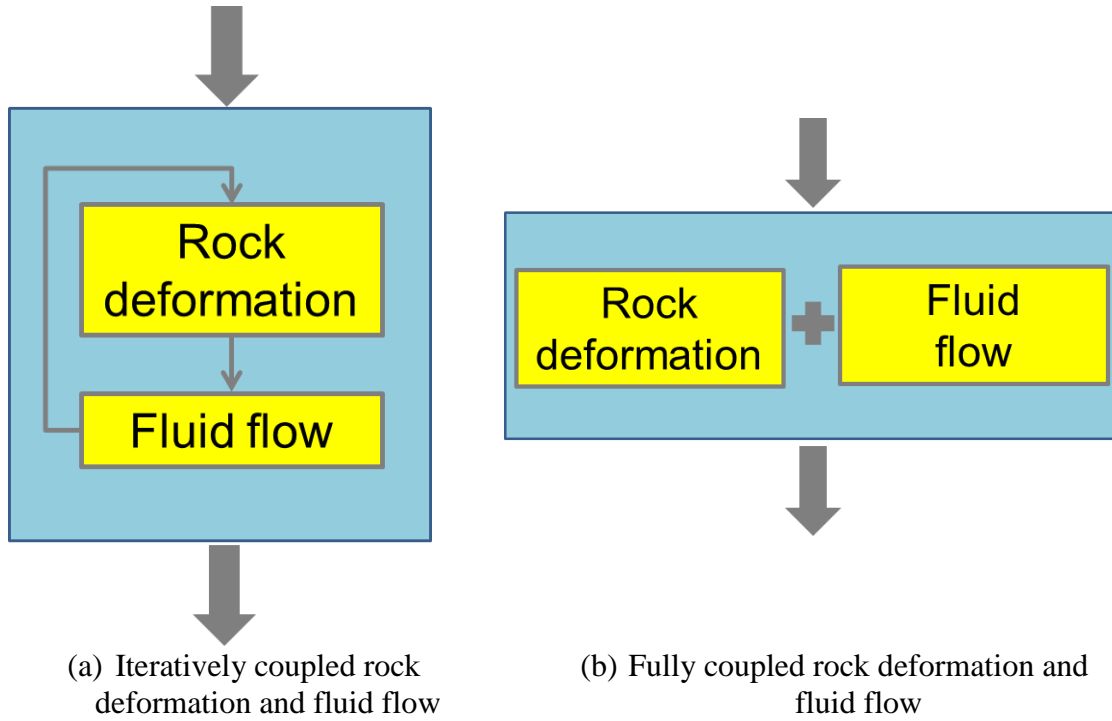 Rock
deformation
Fluid flow
(a) Iteratively coupled rock
deformation and fluid flow
Rock
deformation
Fluid
flow
(b) Fully coupled rock deformation and
fluid flow